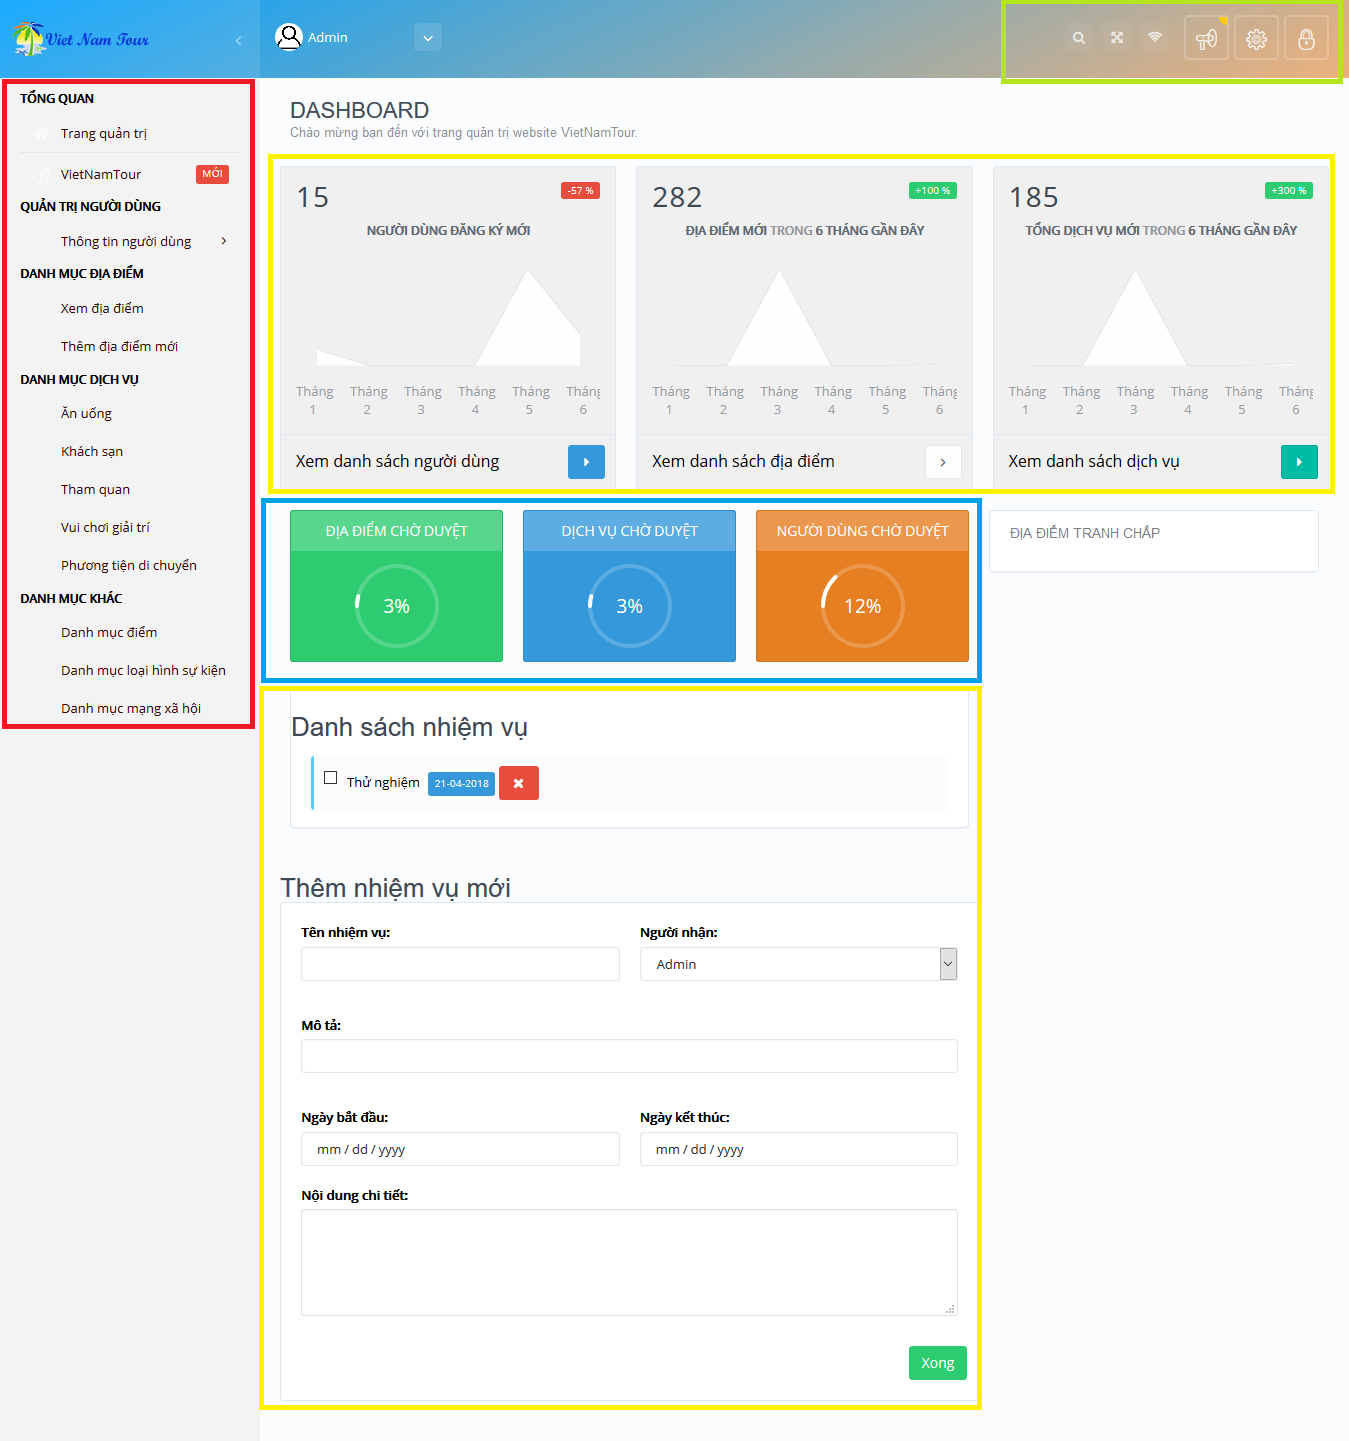 Viet Nam Tour
Admin
TỔNG QUAN
Trang quản trị
VietNamTour MỚI
QUẢN TRỊ NGƯỜI DÙNG
Thông tin người dùng
DANH MỤC ĐỊA ĐIỂM
Xem địa điểm
Thêm địa điểm mới
DANH MỤC DỊCH VỤ
Ăn uống
Khách sạn
Tham quan
Vui chơi giải trí
Phương tiện di chuyển
DANH MỤC KHÁC
Danh mục điểm
Danh mục loại hình sự kiện
Danh mục mạng xã hội
DASHBOARD
Chào mừng bạn đến với trang quản trị website VietNamTour.
15 -57 %
NGƯỜI DÙNG ĐĂNG KÝ MỚI
Tháng 1 Tháng 2 Tháng 3 Tháng 4 Tháng 5 Tháng 6
Xem danh sách người dùng
282 +100 %
ĐỊA ĐIỂM MỚI TRONG 6 THÁNG GẦN ĐÂY
Tháng 1 Tháng 2 Tháng 3 Tháng 4 Tháng 5 Tháng 6
Xem danh sách địa điểm
185 +300 %
TỔNG DỊCH VỤ MỚI TRONG 6 THÁNG GẦN ĐÂY
Tháng 1 Tháng 2 Tháng 3 Tháng 4 Tháng 5 Tháng 6
Xem danh sách dịch vụ
ĐỊA ĐIỂM CHỜ DUYỆT
3%
DỊCH VỤ CHỜ DUYỆT
3%
NGƯỜI DÙNG CHỜ DUYỆT
12%
ĐỊA ĐIỂM TRANH CHẤP
Danh sách nhiệm vụ
Thử nghiệm 21-04-2018
Thêm nhiệm vụ mới
Tên nhiệm vụ: Người nhận:
Admin
Mô tả:
Ngày bắt đầu: Ngày kết thúc:
mm / dd / yyyy mm / dd / yyyy
Nội dung chi tiết:
Xong